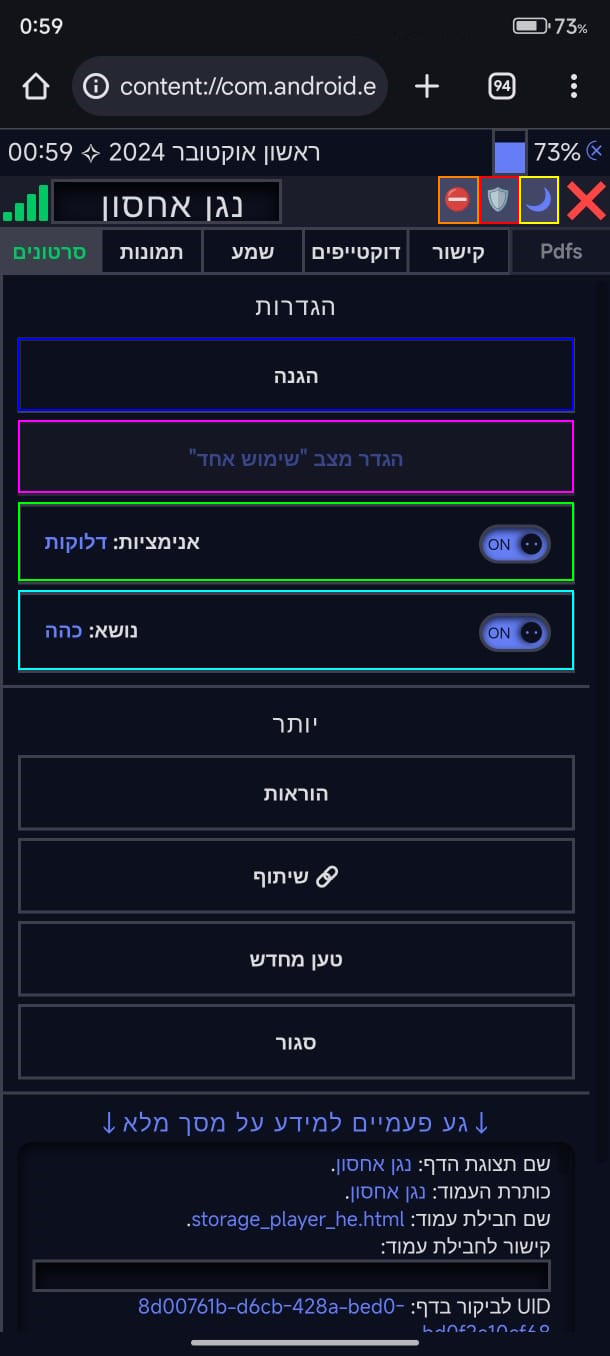 0:59
73%
content://com.android.e
94
00:59 ✧ ראשון אוקטובר 2024
73%
נגן אחסון
סרטונים
תמונות
שמע
דוקטייפים
קישור
Pdfs
הגדרות
הגנה
הגדר מצב "שימוש אחד"
אנימציות: דלוקות
ON
נושא: כהה
ON
יותר
הוראות
🔗 שיתוף
טען מחדש
סגור
↓גע פעמיים למידע על מסך מלא↓
שם תצוגת הדף: נגן אחסון.
כותרת העמוד: נגן אחסון.
שם חבילת עמוד: storage_player_he.html.
קישור לחבילת עמוד:
UID לביקור בדף: 8d00761b-d6cb-428a-bed0-